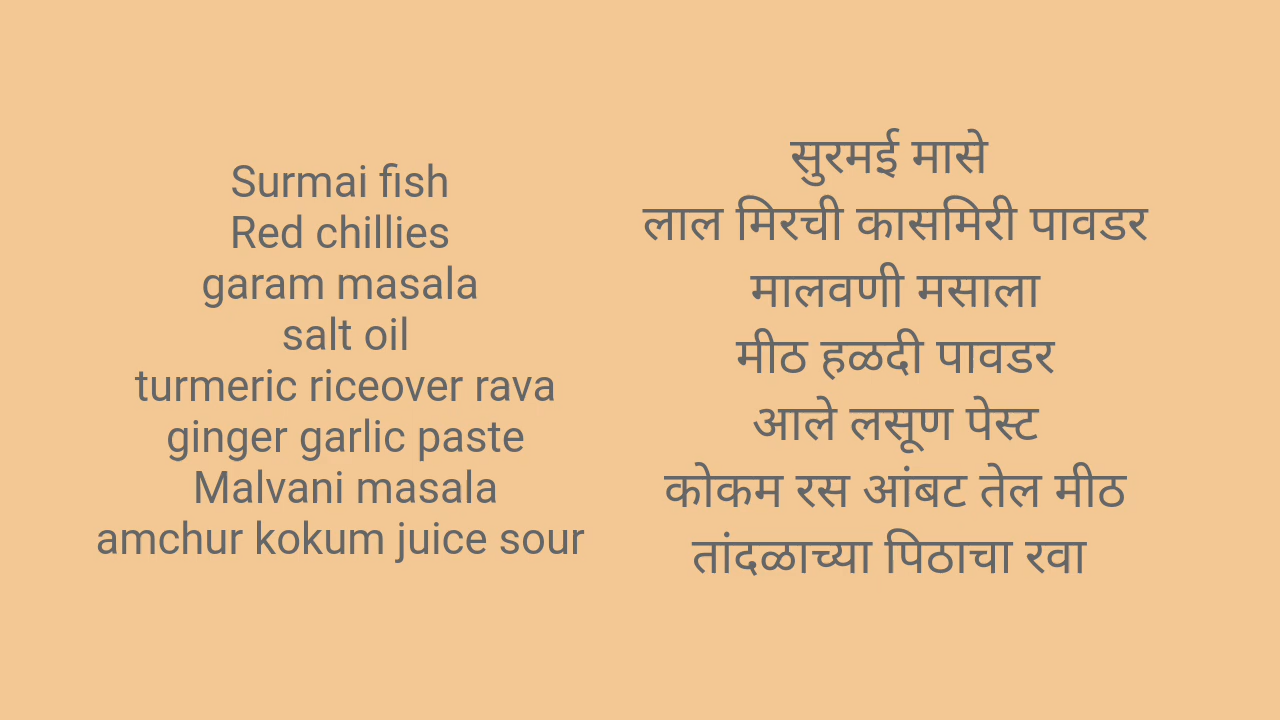 Surmai fish
Red chillies
garam masala
salt oil
turmeric riceover rava
ginger garlic paste
Malvani masala
amchur kokum juice sour
सुरमई मासे
लाल मिरची कासमिरी पावडर
मालवणी मसाला
मीठ हळदी पावडर
आले लसूण पेस्ट
कोकम रस आंबट तेल मीठ
तांदळाच्या पिठाचा रवा